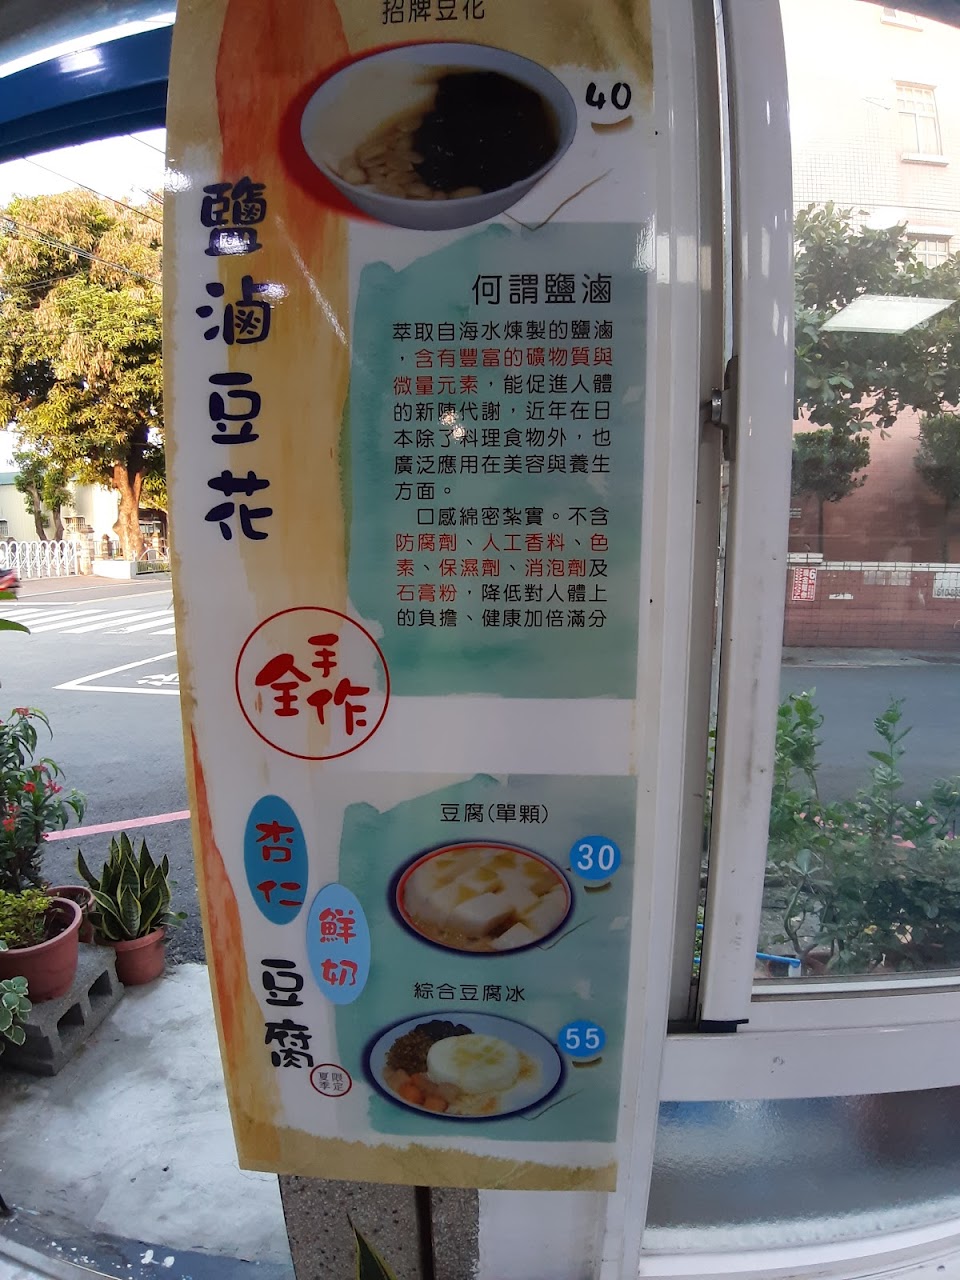 招牌豆花
40
鹽滷豆花
何謂鹽滷
萃取自海水煉製的鹽滷
，含有豐富的礦物質與
微量元素，能促進人體
的新陳代謝，近年在日
本除了料理食物外，也
廣泛應用在美容與養生
方面。
口感綿密紮實。不含
防腐劑、人工香料、色
素、保濕劑、消泡劑及
石膏粉，降低對人體上
的負擔、健康加倍滿分
全手作
杏仁
鮮奶
豆腐
夏季限定
豆腐(單顆)
30
綜合豆腐冰
55